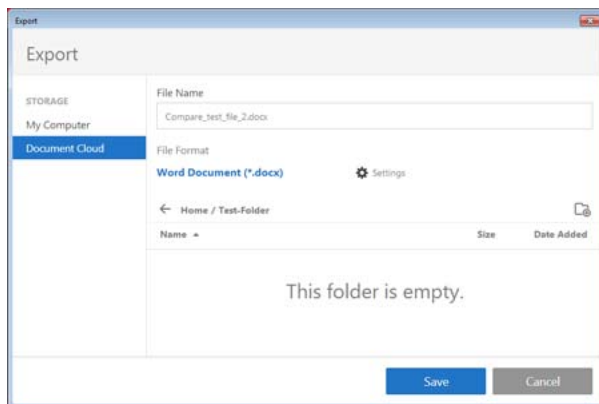 Export
Export
STORAGE
My Computer
Document Cloud
File Name
Compare_test_file_2.docx
File Format
Word Document (*.docx)
Settings
Home / Test-Folder
Name Size Date Added
This folder is empty.
Save Cancel